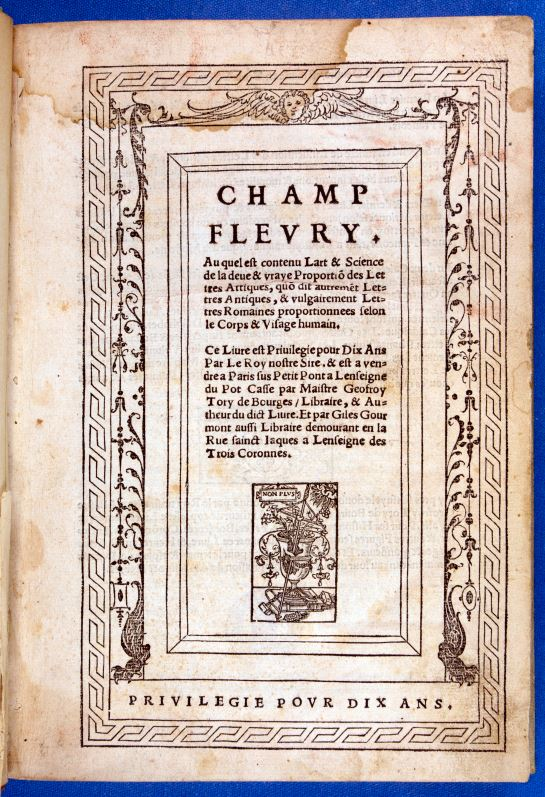 CHAMP
FLEVRY.
Au quel est contenu Lart & Science
de la deue & vraye Proportiõ des Let
tres Attiques, quõ dit autremẽt Let=
tres Antiques, & vulgairement Let=
tres Romaines proportionnees selon
le Corps & Visage humain.
Ce Liure est Priuilegie pour Dix Ans
Par Le Roy nostre Sire. & est a ven=
dre a Paris sus Petit Pont a Lenseigne
du Pot Casse par Maistre Geofroy
Tory de Bourges / Libraire, & Au=
theur du dict Liure. Et par Giles Gour
mont aussi Libraire demourant en la
Rue sainct Iaques a Lenseigne des
Trois Coronnes.
NON PLVS
PRIVILEGIE POVR DIX ANS.